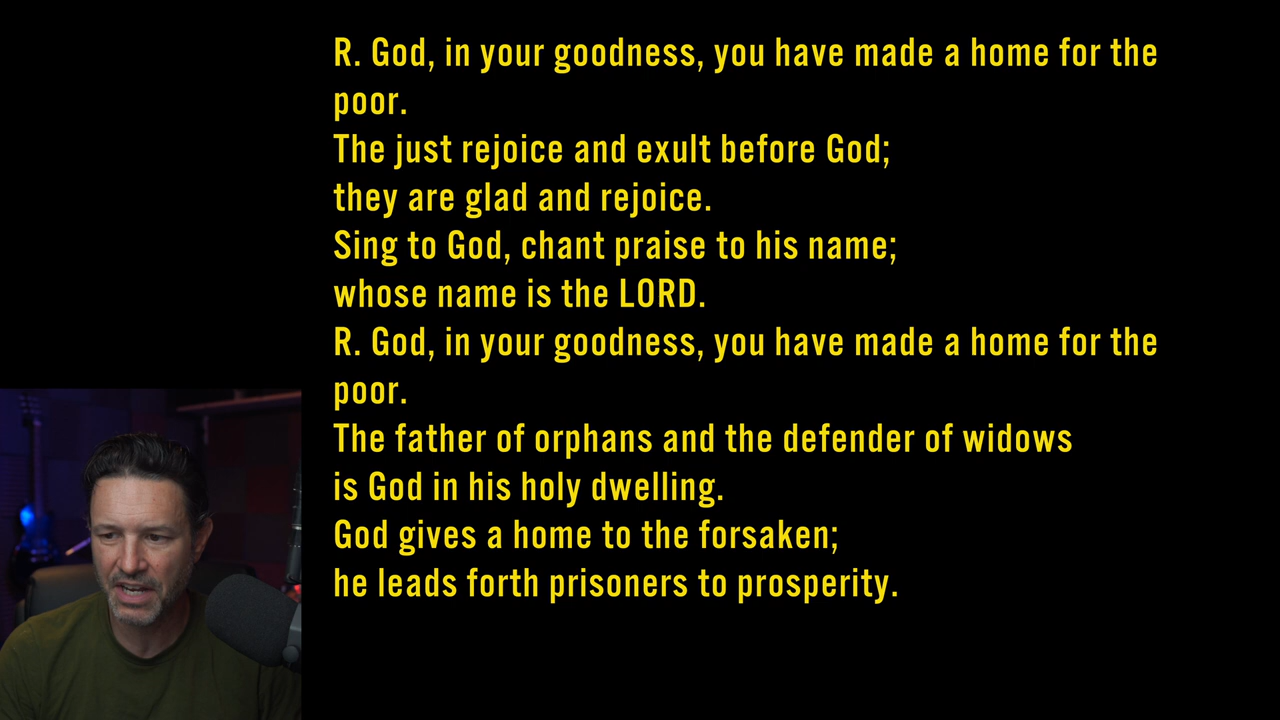 R. God, in your goodness, you have made a home for the
poor.
The just rejoice and exult before God;
they are glad and rejoice.
Sing to God, chant praise to his name;
whose name is the LORD.
R. God, in your goodness, you have made a home for the
poor.
The father of orphans and the defender of widows
is God in his holy dwelling.
God gives a home to the forsaken;
he leads forth prisoners to prosperity.